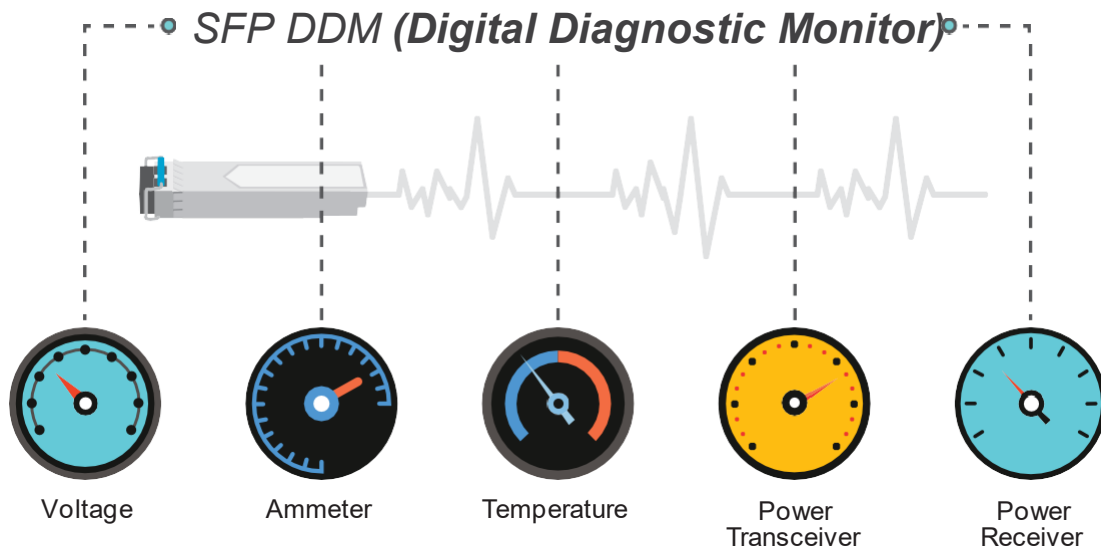 SFP DDM (Digital Diagnostic Monitor)
Voltage
Ammeter
Temperature
Power
Transceiver
Power
Receiver